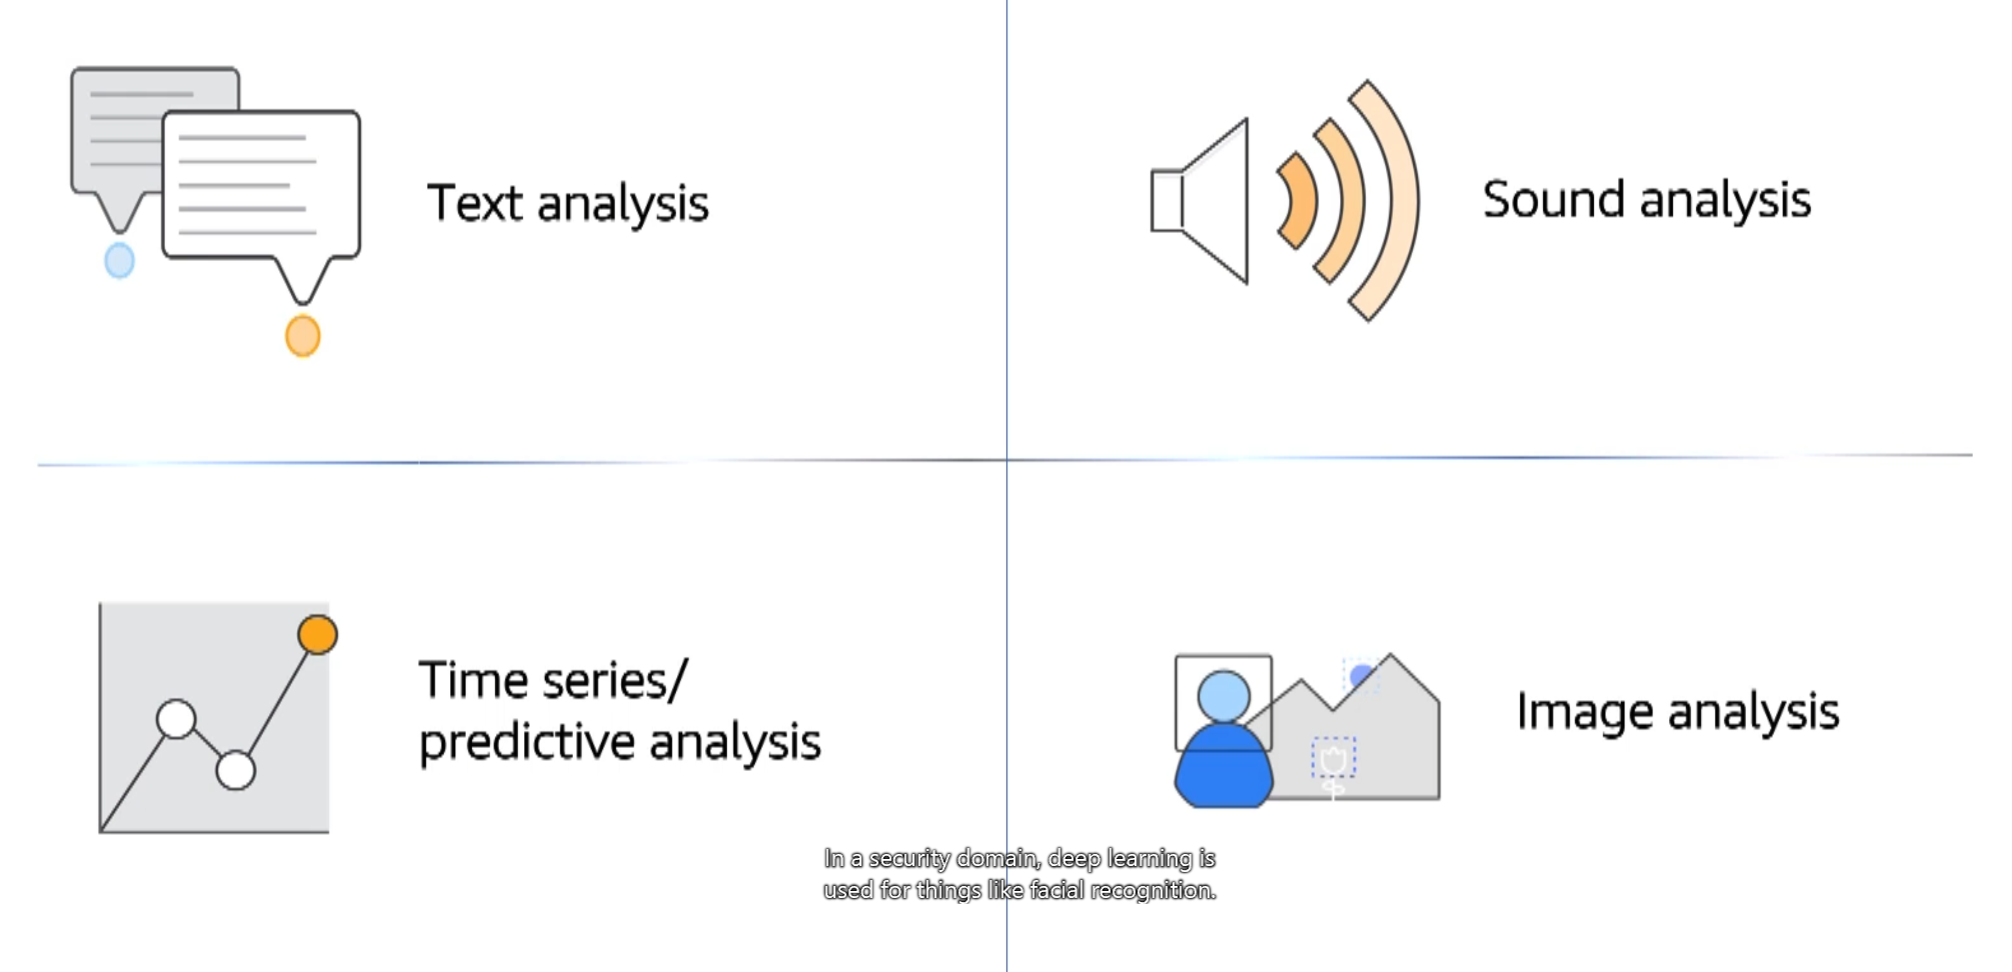 Text analysis
Sound analysis
Time series/
predictive analysis
Image analysis
In a security domain, deep learning is
used for things like facial recognition.